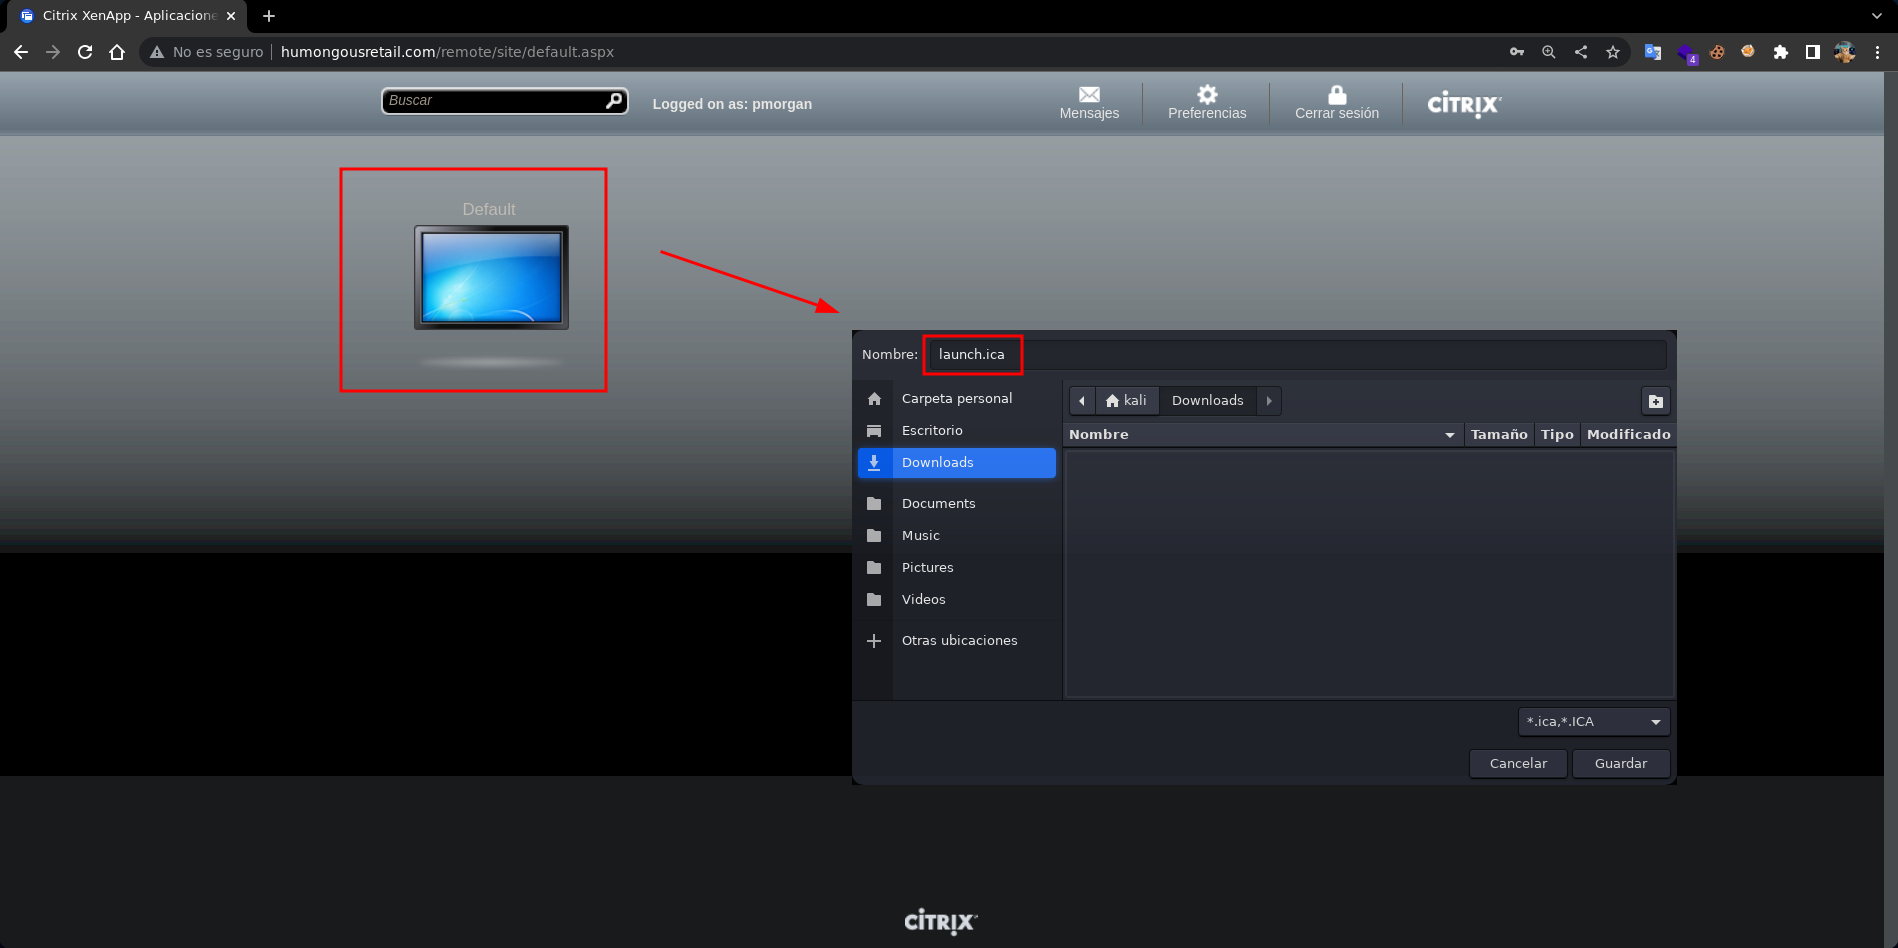 Citrix XenApp - Aplicacione
No es seguro
humongousretail.com/remote/site/default.aspx
4
Buscar
Logged on as: pmorgan
Mensajes
Preferencias
Cerrar sesión
CITRIX
Default
Nombre:
launch.ica
Carpeta personal
Escritorio
Downloads
Documents
Music
Pictures
Videos
Otras ubicaciones
kali
Downloads
Nombre
Tamaño
Tipo
Modificado
*.ica,*.ICA
Cancelar
Guardar
CITRIX